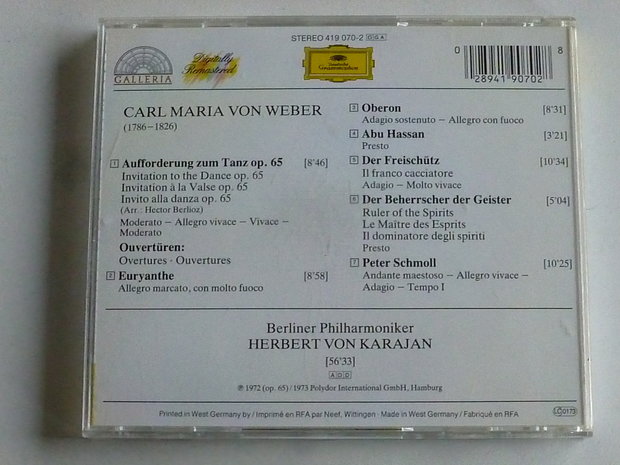 STEREO 419 070-2 GGA
GALLERIA
Digitally
Remastered
Deutsche
Grammophon
0 28941 90702 8
CARL MARIA VON WEBER
(1786–1826)
1 Aufforderung zum Tanz op. 65 [8'46]
Invitation to the Dance op. 65
Invitation à la Valse op. 65
Invito alla danza op. 65
(Arr.: Hector Berlioz)
Moderato – Allegro vivace – Vivace –
Moderato
Ouvertüren:
Overtures · Ouvertures
2 Euryanthe [8'58]
Allegro marcato, con molto fuoco
3 Oberon [8'31]
Adagio sostenuto – Allegro con fuoco
4 Abu Hassan [3'21]
Presto
5 Der Freischütz [10'34]
Il franco cacciatore
Adagio – Molto vivace
6 Der Beherrscher der Geister [5'04]
Ruler of the Spirits
Le Maître des Esprits
Il dominatore degli spiriti
Presto
7 Peter Schmoll [10'25]
Andante maestoso – Allegro vivace –
Adagio – Tempo I
Berliner Philharmoniker
HERBERT VON KARAJAN
[56'33]
ADD
℗ 1972 (op. 65) / 1973 Polydor International GmbH, Hamburg
Printed in West Germany by / Imprimé en RFA par Neef, Wittingen · Made in West Germany / Fabriqué en RFA
LC 0173